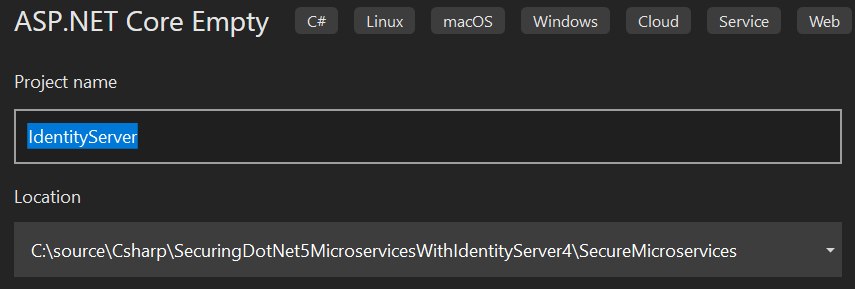 ASP.NET Core Empty C# Linux macOS Windows Cloud Service Web
Project name
IdentityServer
Location
C:\source\Csharp\SecuringDotNet5MicroservicesWithIdentityServer4\SecureMicroservices